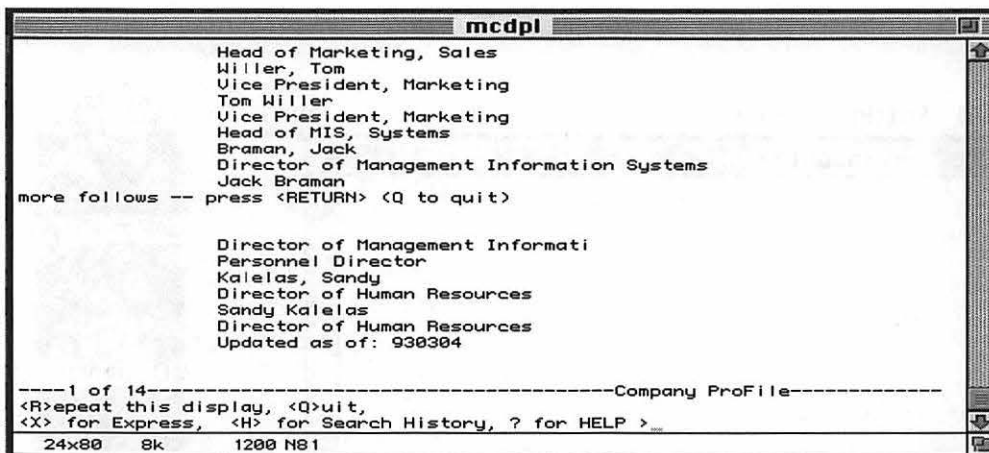 mcdpl
Head of Marketing, Sales
Willer, Tom
Vice President, Marketing
Tom Willer
Vice President, Marketing
Head of MIS, Systems
Braman, Jack
Director of Management Information Systems
Jack Braman
more follows -- press <RETURN> (Q to quit)
Director of Management Informati
Personnel Director
Kalelas, Sandy
Director of Human Resources
Sandy Kalelas
Director of Human Resources
Updated as of: 930304
----1 of 14---------------------------------------------Company ProFile--------------
<R>epeat this display, <Q>uit,
<X> for Express, <H> for Search History, ? for HELP >_
24x80 8k 1200 N81